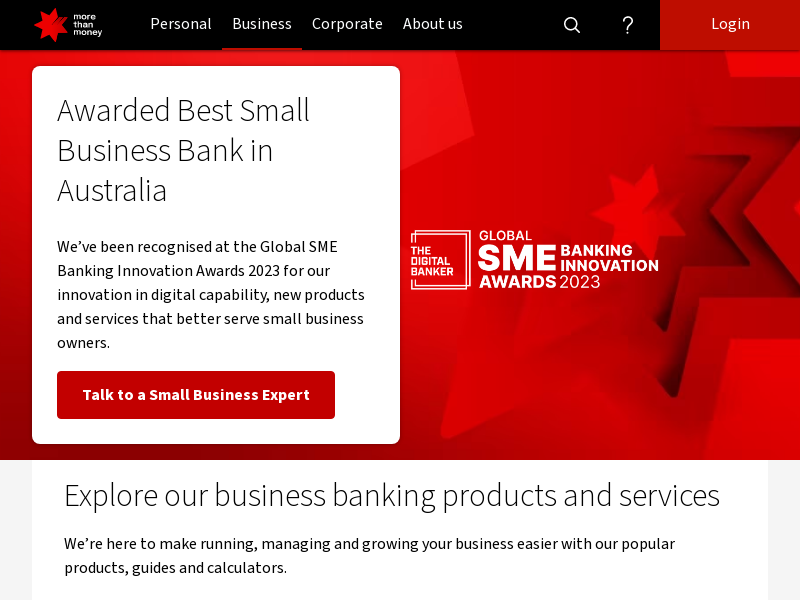 more
than
money
Personal
Business
Corporate
About us
?
Login
Awarded Best Small
Business Bank in
Australia
We've been recognised at the Global SME
Banking Innovation Awards 2023 for our
innovation in digital capability, new products
and services that better serve small business
owners.
Talk to a Small Business Expert
THE
DIGITAL
BANKER
GLOBAL
SME BANKING
INNOVATION
AWARDS 2023
Explore our business banking products and services
We're here to make running, managing and growing your business easier with our popular
products, guides and calculators.